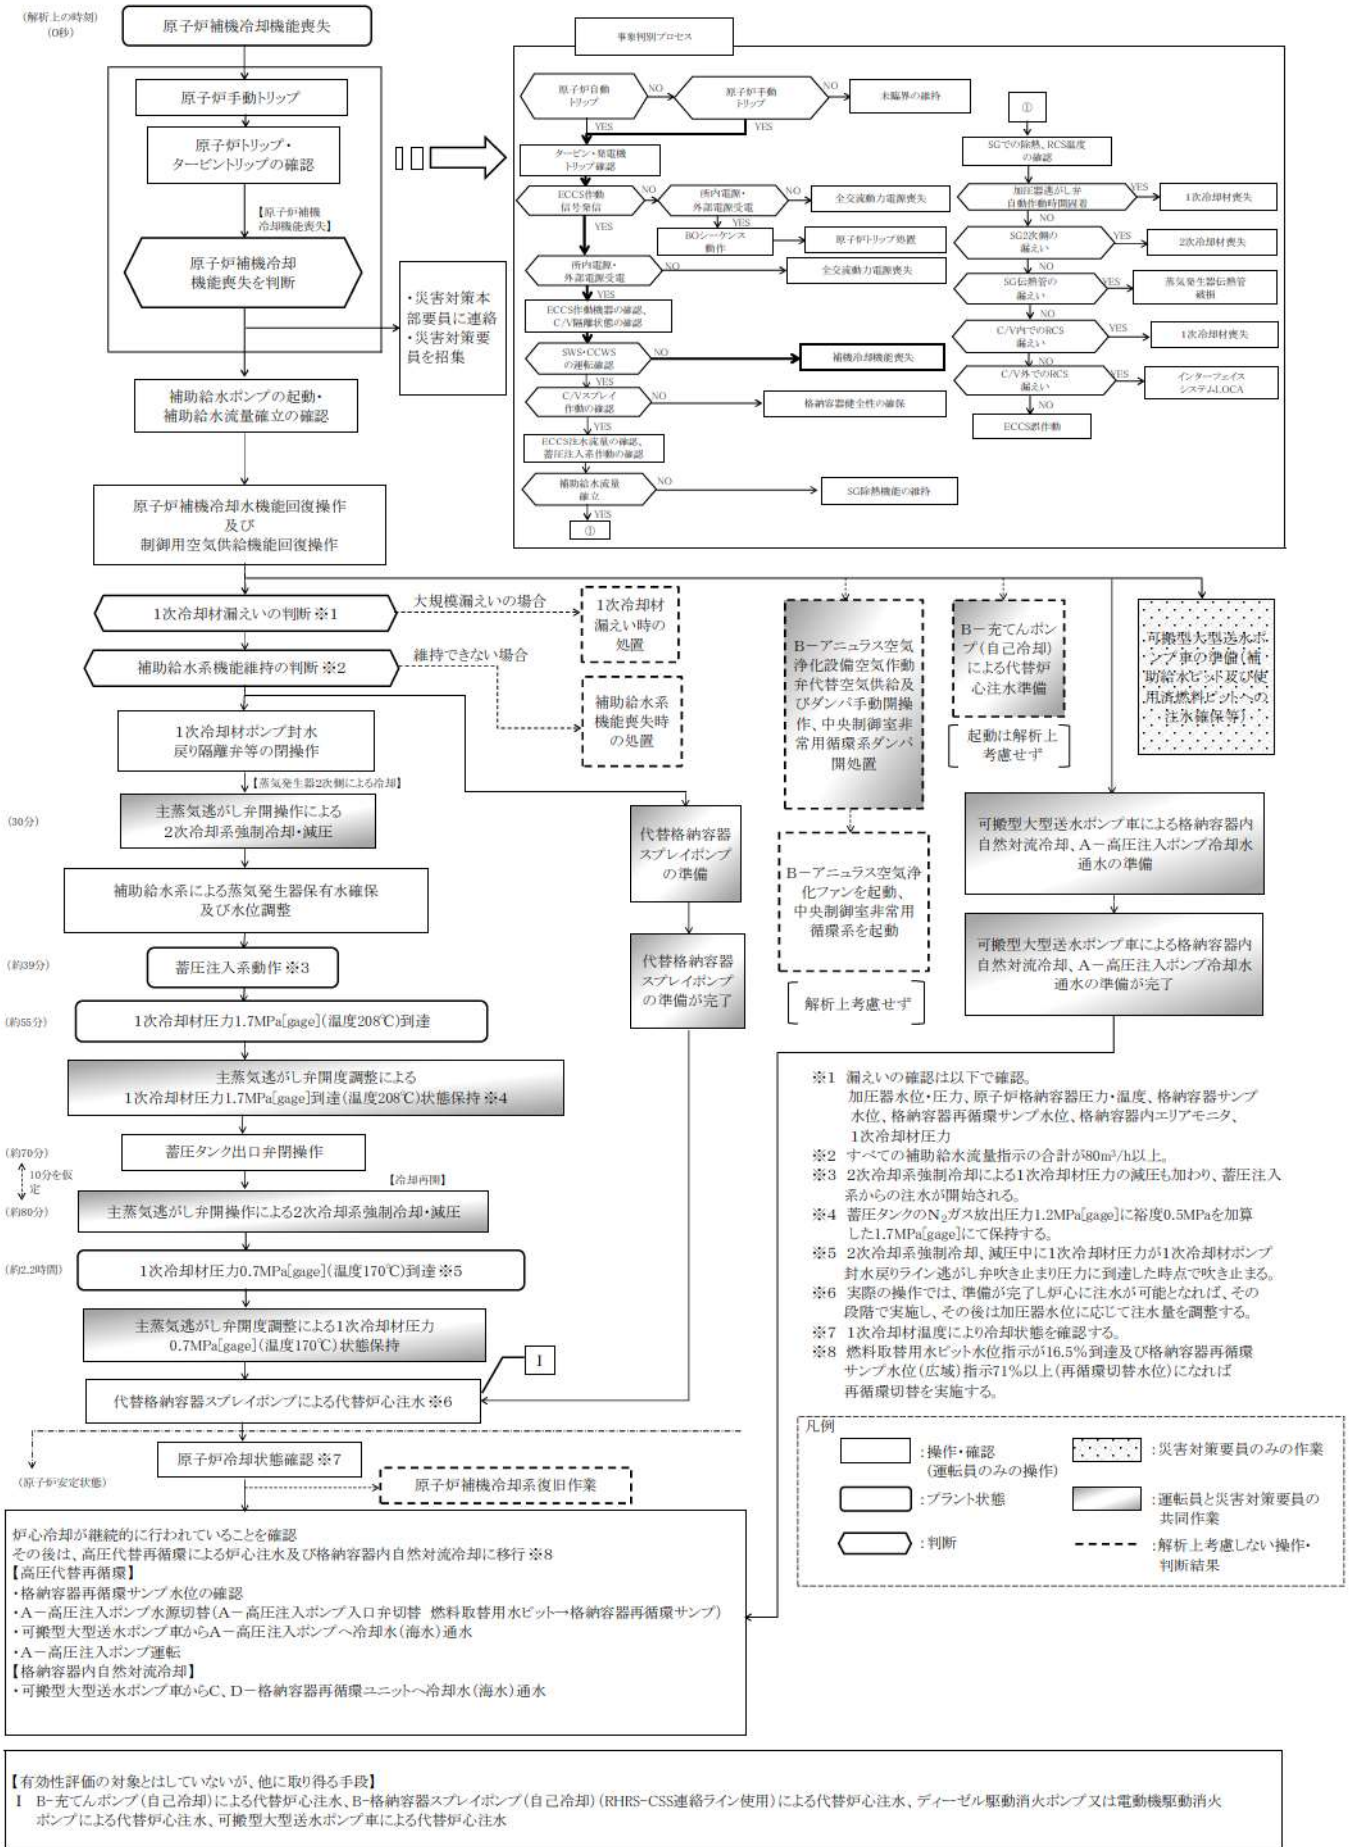 (解析上の時刻)
(0秒)
原子炉補機冷却機能喪失
原子炉手動トリップ
原子炉トリップ・
タービントリップの確認
【原子炉補機
冷却機能喪失】
原子炉補機冷却
機能喪失を判断
・災害対策本
部要員に連絡
・災害対策要
員を招集
補助給水ポンプの起動・
補助給水流量確立の確認
原子炉補機冷却水機能回復操作
及び
制御用空気供給機能回復操作
事象判別プロセス
原子炉自動
トリップ
NO
原子炉手動
トリップ
NO
未臨界の維持
YES
YES
タービン・発電機
トリップ確認
ECCS作動
信号発信
NO
所内電源・
外部電源受電
NO
全交流動力電源喪失
YES
BOシーケンス
動作
原子炉トリップ処置
所内電源・
外部電源受電
NO
全交流動力電源喪失
YES
ECCS作動機器の確認、
C/V隔離状態の確認
SWS・CCWS
の運転確認
NO
補機冷却機能喪失
YES
C/Vスプレイ
作動の確認
NO
格納容器健全性の確保
YES
ECCS注水流量の確認、
蓄圧注入系作動の確認
補助給水流量
確立
NO
SG除熱機能の維持
YES
①
①
SGでの除熱、RCS温度
の確認
加圧器逃がし弁
自動作動時開固着
YES
1次冷却材喪失
NO
SG2次側の
漏えい
YES
2次冷却材喪失
NO
SG伝熱管の
漏えい
YES
蒸気発生器伝熱管
破損
NO
C/V内でのRCS
漏えい
YES
1次冷却材喪失
NO
C/V外でのRCS
漏えい
YES
インターフェイス
システムLOCA
NO
ECCS誤作動
1次冷却材漏えいの判断※1
大規模漏えいの場合
1次冷却材
漏えい時の
処置
補助給水系機能維持の判断※2
維持できない場合
補助給水系
機能喪失時
の処置
1次冷却材ポンプ封水
戻り隔離弁等の閉操作
【蒸気発生器2次側による冷却】
(30分)
主蒸気逃がし弁開操作による
2次冷却系強制冷却・減圧
補助給水系による蒸気発生器保有水確保
及び水位調整
(約39分)
蓄圧注入系動作※3
(約55分)
1次冷却材圧力1.7MPa[gage](温度208℃)到達
主蒸気逃がし弁開度調整による
1次冷却材圧力1.7MPa[gage]到達(温度208℃)状態保持※4
(約70分)
蓄圧タンク出口弁閉操作
10分を仮
定
【冷却再開】
(約80分)
主蒸気逃がし弁開操作による2次冷却系強制冷却・減圧
(約2.2時間)
1次冷却材圧力0.7MPa[gage](温度170℃)到達※5
主蒸気逃がし弁開度調整による1次冷却材圧力
0.7MPa[gage](温度170℃)状態保持
I
代替格納容器スプレイポンプによる代替炉心注水※6
原子炉冷却状態確認※7
(原子炉安定状態)
原子炉補機冷却系復旧作業
代替格納容器
スプレイポンプ
の準備
代替格納容器
スプレイポンプ
の準備が完了
B-アニュラス空気
浄化設備空気作動
弁代替空気供給及
びダンパ手動開操
作、中央制御室非
常用循環系ダンパ
開処置
B-アニュラス空気浄
化ファンを起動、
中央制御室非常用
循環系を起動
解析上考慮せず
B-充てんポン
プ(自己冷却)
による代替炉
心注水準備
起動は解析上
考慮せず
可搬型大型送水ポ
ンプ車の準備(補
助給水ピット及び使
用済燃料ピットへの
注水確保等)
可搬型大型送水ポンプ車による格納容器内
自然対流冷却、A-高圧注入ポンプ冷却水
通水の準備
可搬型大型送水ポンプ車による格納容器内
自然対流冷却、A-高圧注入ポンプ冷却水
通水の準備が完了
※1 漏えいの確認は以下で確認。
加圧器水位・圧力、原子炉格納容器圧力・温度、格納容器サンプ
水位、格納容器再循環サンプ水位、格納容器内エリアモニタ、
1次冷却材圧力
※2 すべての補助給水流量指示の合計が80m³/h以上。
※3 2次冷却系強制冷却による1次冷却材圧力の減圧も加わり、蓄圧注入
系からの注水が開始される。
※4 蓄圧タンクのN₂ガス放出圧力1.2MPa[gage]に裕度0.5MPaを加算
した1.7MPa[gage]にて保持する。
※5 2次冷却系強制冷却、減圧中に1次冷却材圧力が1次冷却材ポンプ
封水戻りライン逃がし弁吹き止まり圧力に到達した時点で吹き止まる。
※6 実際の操作では、準備が完了し炉心に注水が可能となれば、その
段階で実施し、その後は加圧器水位に応じて注水量を調整する。
※7 1次冷却材温度により冷却状態を確認する。
※8 燃料取替用水ピット水位指示が16.5%到達及び格納容器再循環
サンプ水位(広域)指示71%以上(再循環切替水位)になれば
再循環切替を実施する。
凡例
:操作・確認
(運転員のみの操作)
:災害対策要員のみの作業
:プラント状態
:運転員と災害対策要員の
共同作業
:判断
:解析上考慮しない操作・
判断結果
炉心冷却が継続的に行われていることを確認
その後は、高圧代替再循環による炉心注水及び格納容器内自然対流冷却に移行※8
【高圧代替再循環】
・格納容器再循環サンプ水位の確認
・A-高圧注入ポンプ水源切替(A-高圧注入ポンプ入口弁切替 燃料取替用水ピット→格納容器再循環サンプ)
・可搬型大型送水ポンプ車からA-高圧注入ポンプへ冷却水(海水)通水
・A-高圧注入ポンプ運転
【格納容器内自然対流冷却】
・可搬型大型送水ポンプ車からC、D-格納容器再循環ユニットへ冷却水(海水)通水
【有効性評価の対象とはしていないが、他に取り得る手段】
I B-充てんポンプ(自己冷却)による代替炉心注水、B-格納容器スプレイポンプ(自己冷却)(RHRS-CSS連絡ライン使用)による代替炉心注水、ディーゼル駆動消火ポンプ又は電動機駆動消火
ポンプによる代替炉心注水、可搬型大型送水ポンプ車による代替炉心注水